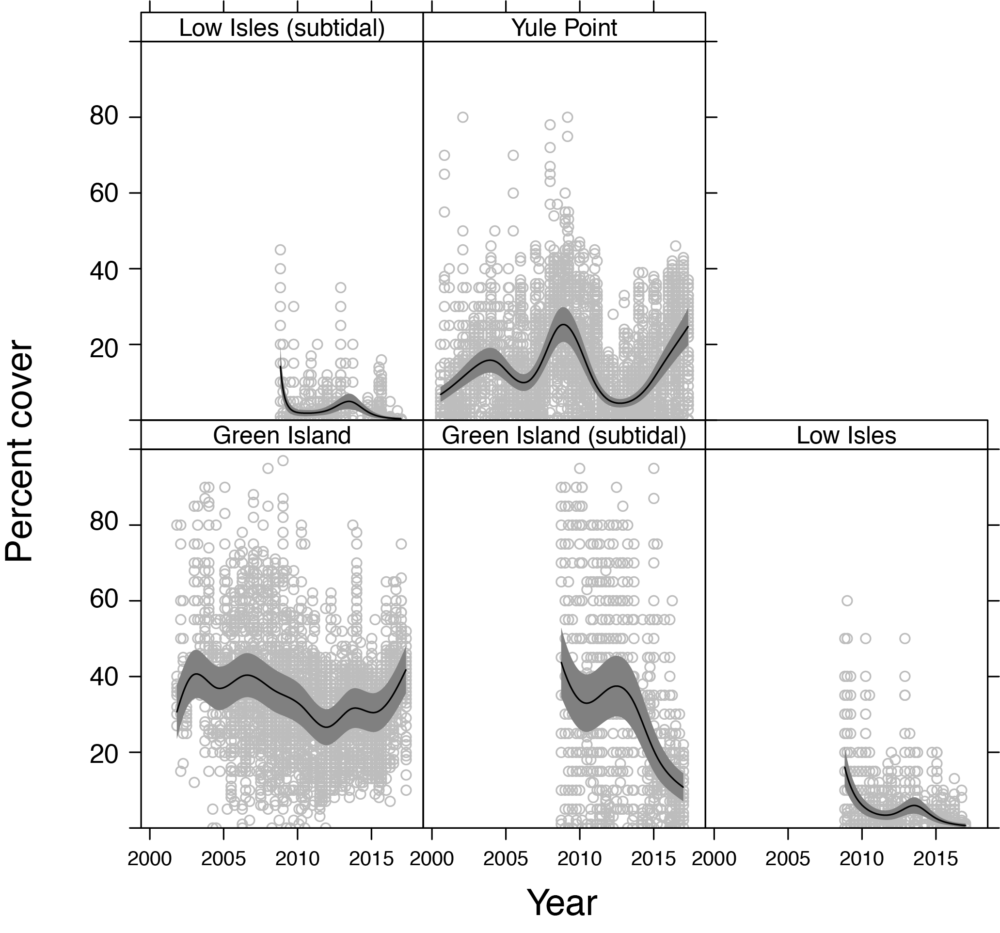 Low Isles (subtidal) Yule Point
80
60
40
20
Percent cover
Green Island Green Island (subtidal) Low Isles
80
60
40
20
2000 2005 2010 2015 2000 2005 2010 2015 2000 2005 2010 2015
Year